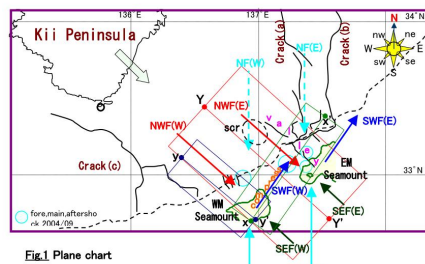 136°E
137°E
34°N
Kii Peninsula
Crack(a)
Crack(b)
N
nw
ne
W
E
sw
se
S
NF(W)
NF(E)
Y
x
NWF(W)
NWF(E)
v
a
l
l
e
y
scr
SWF(E)
y
Crack(c)
EM
Seamount
33°N
SWF(W)
WM
Seamount
SEF(E)
fore,main,aftersho
ck 2004/09
x
y
Y'
SEF(W)
Fig.1 Plane chart